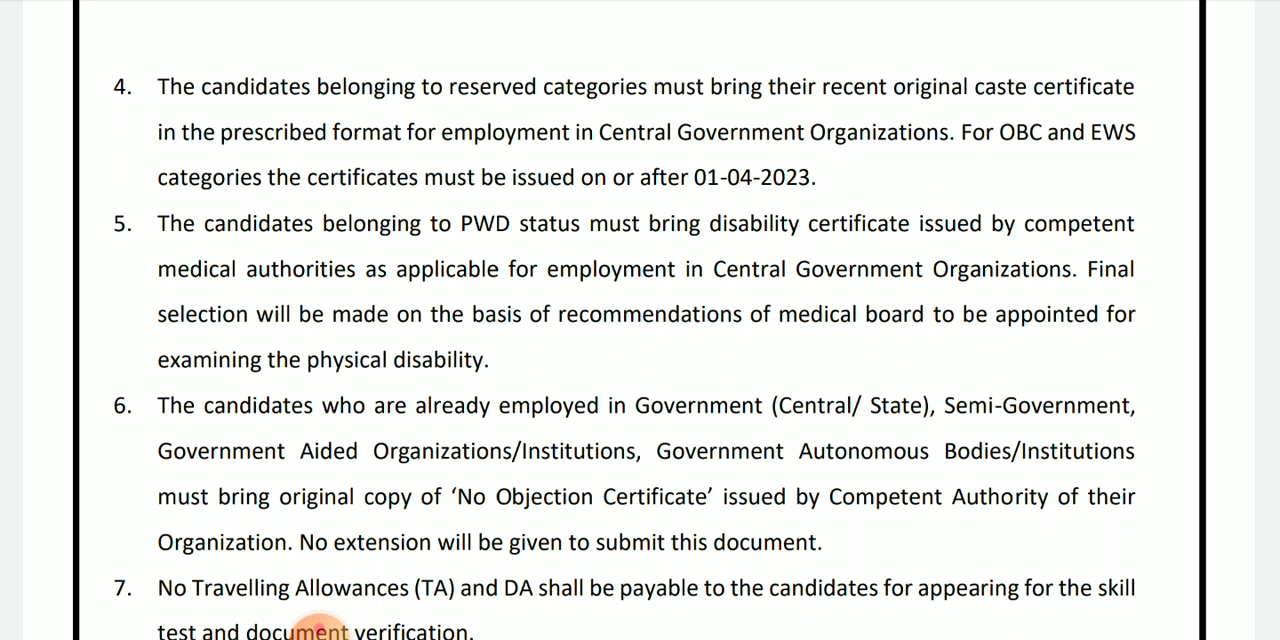 4. The candidates belonging to reserved categories must bring their recent original caste certificate
in the prescribed format for employment in Central Government Organizations. For OBC and EWS
categories the certificates must be issued on or after 01-04-2023.
5. The candidates belonging to PWD status must bring disability certificate issued by competent
medical authorities as applicable for employment in Central Government Organizations. Final
selection will be made on the basis of recommendations of medical board to be appointed for
examining the physical disability.
6. The candidates who are already employed in Government (Central/ State), Semi-Government,
Government Aided Organizations/Institutions, Government Autonomous Bodies/Institutions
must bring original copy of ‘No Objection Certificate’ issued by Competent Authority of their
Organization. No extension will be given to submit this document.
7. No Travelling Allowances (TA) and DA shall be payable to the candidates for appearing for the skill
test and document verification.